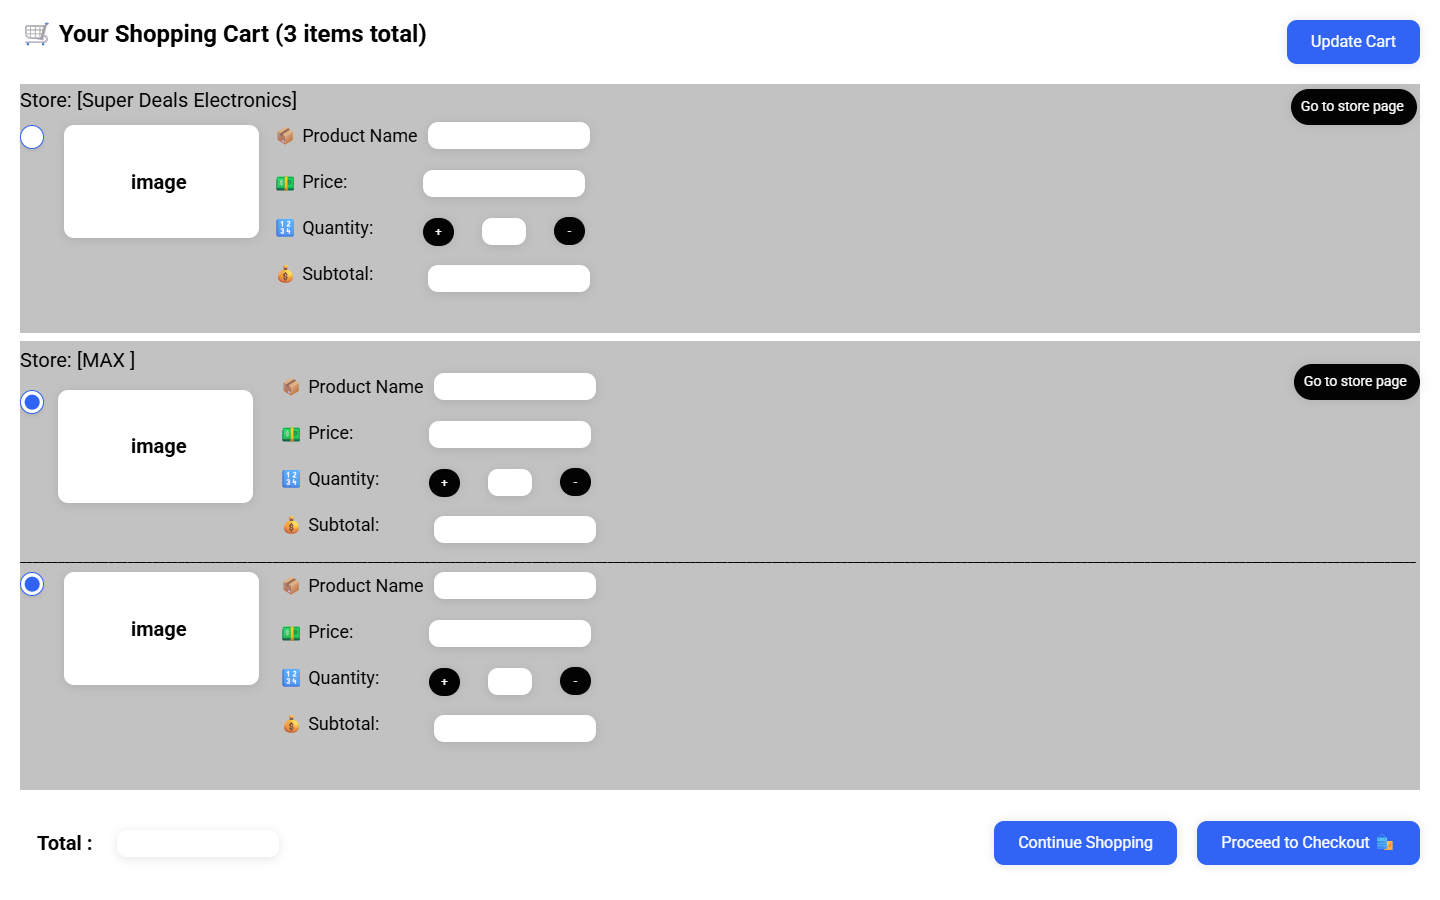 🛒 Your Shopping Cart (3 items total)
Update Cart
Store: [Super Deals Electronics]
Go to store page
image
📦 Product Name
💵 Price:
🔢 Quantity:
+
-
💰 Subtotal:
Store: [MAX ]
Go to store page
image
📦 Product Name
💵 Price:
🔢 Quantity:
+
-
💰 Subtotal:
image
📦 Product Name
💵 Price:
🔢 Quantity:
+
-
💰 Subtotal:
Total :
Continue Shopping
Proceed to Checkout 🛍️